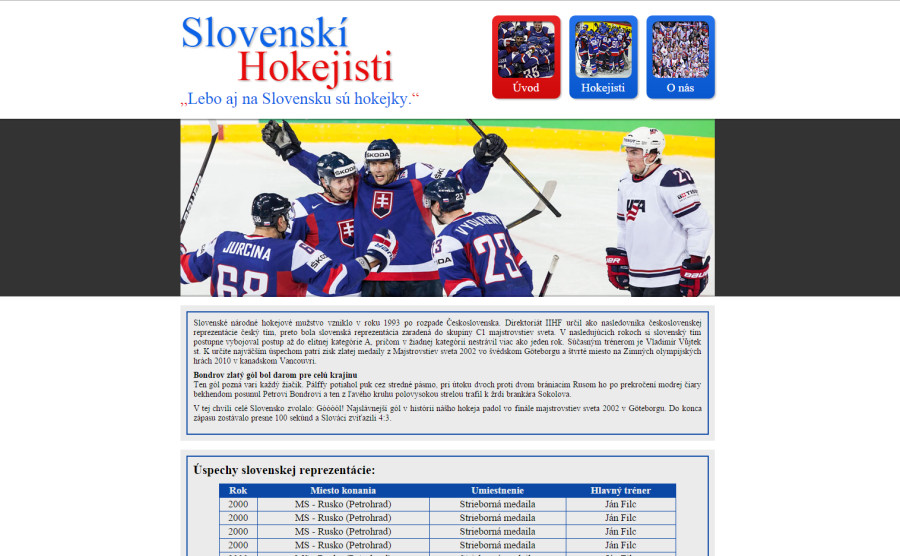 Slovenskí
Hokejisti
„Lebo aj na Slovensku sú hokejky.“
Úvod
Hokejisti
O nás
ŠKODA
ŠKODA
JURCINA
68
23
USA
27
Slovenské národné hokejové mužstvo vzniklo v roku 1993 po rozpade Československa. Direktoriát IIHF určil ako nasledovníka československej
reprezentácie český tím, preto bola slovenská reprezentácia zaradená do skupiny C1 majstrovstiev sveta. V nasledujúcich rokoch si slovenský tím
postupne vybojoval postup až do elitnej kategórie A, pričom v žiadnej kategórii nestrávil viac ako jeden rok. Súčasným trénerom je Vladimír Vůjtek
st. K určite najväčším úspechom patrí zisk zlatej medaily z Majstrovstiev sveta 2002 vo švédskom Göteborgu a štvrté miesto na Zimných olympijských
hrách 2010 v kanadskom Vancouvri.
Bondrov zlatý gól bol darom pre celú krajinu
Ten gól pozná vari každý žiačik. Pálffy potiahol puk cez stredné pásmo, pri útoku dvoch proti dvom brániacim Rusom ho po prekročení modrej čiary
bekhendom posunul Petrovi Bondrovi a ten z ľavého kruhu polovysokou strelou trafil k žrdi brankára Sokolova.
V tej chvíli celé Slovensko zvolalo: Góóóól! Najslávnejší gól v histórii nášho hokeja padol vo finále majstrovstiev sveta 2002 v Göteborgu. Do konca
zápasu zostávalo presne 100 sekúnd a Slováci zvíťazili 4:3.
Úspechy slovenskej reprezentácie:
Rok Miesto konania Umiestnenie Hlavný tréner
2000 MS - Rusko (Petrohrad) Strieborná medaila Ján Filc
2000 MS - Rusko (Petrohrad) Strieborná medaila Ján Filc
2000 MS - Rusko (Petrohrad) Strieborná medaila Ján Filc
2000 MS - Rusko (Petrohrad) Strieborná medaila Ján Filc